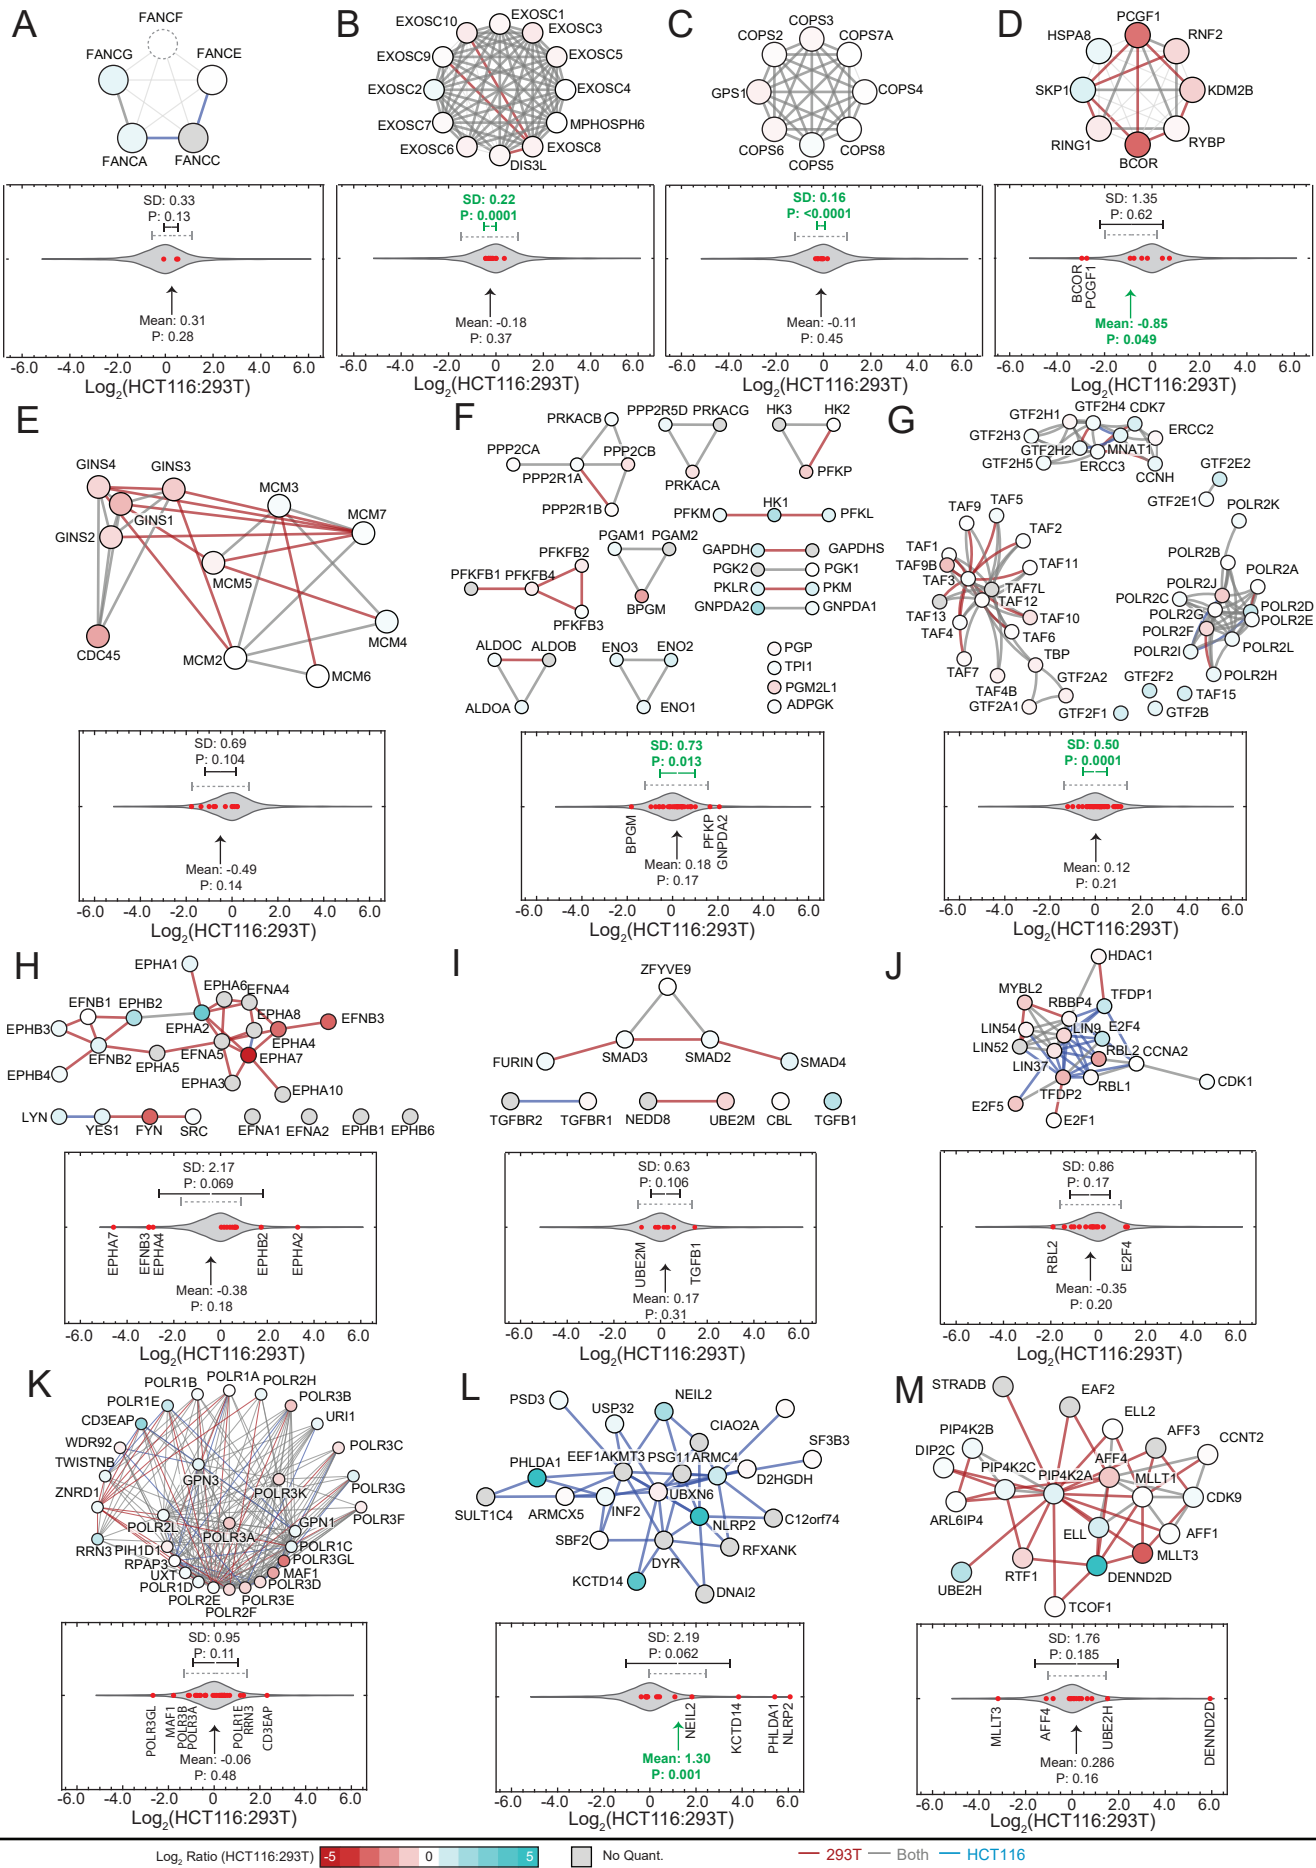 A
FANCF
FANCG
FANCE
FANCA
FANCC
SD: 0.33
P: 0.13
Mean: 0.31
P: 0.28
-6.0 -4.0 -2.0 0 2.0 4.0 6.0
Log2(HCT116:293T)
B
EXOSC1
EXOSC10
EXOSC3
EXOSC9
EXOSC5
EXOSC2
EXOSC4
EXOSC7
MPHOSPH6
EXOSC6
EXOSC8
DIS3L
SD: 0.22
P: 0.0001
Mean: -0.18
P: 0.37
-6.0 -4.0 -2.0 0 2.0 4.0 6.0
Log2(HCT116:293T)
C
COPS3
COPS2
COPS7A
GPS1
COPS4
COPS6
COPS8
COPS5
SD: 0.16
P: <0.0001
Mean: -0.11
P: 0.45
-6.0 -4.0 -2.0 0 2.0 4.0 6.0
Log2(HCT116:293T)
D
PCGF1
HSPA8
RNF2
SKP1
KDM2B
RING1
RYBP
BCOR
SD: 1.35
P: 0.62
BCOR
PCGF1
Mean: -0.85
P: 0.049
-6.0 -4.0 -2.0 0 2.0 4.0 6.0
Log2(HCT116:293T)
E
GINS4
GINS3
MCM3
GINS1
MCM7
GINS2
MCM5
MCM4
CDC45
MCM2
MCM6
SD: 0.69
P: 0.104
Mean: -0.49
P: 0.14
-6.0 -4.0 -2.0 0 2.0 4.0 6.0
Log2(HCT116:293T)
F
PRKACB
PPP2R5D PRKACG
HK3
HK2
PPP2CA
PPP2CB
PPP2R1A
PRKACA
PFKP
PPP2R1B
PFKM
HK1
PFKL
PGAM1
PGAM2
PFKFB2
GAPDH
GAPDHS
PFKFB1
PFKFB4
PGK2
PGK1
PKLR
PKM
BPGM
GNPDA2
GNPDA1
PFKFB3
ALDOC
ALDOB
ENO3
ENO2
PGP
TPI1
PGM2L1
ADPGK
ALDOA
ENO1
SD: 0.73
P: 0.013
BPGM
PFKP
GNPDA2
Mean: 0.18
P: 0.17
-6.0 -4.0 -2.0 0 2.0 4.0 6.0
Log2(HCT116:293T)
G
GTF2H4
GTF2H1
CDK7
GTF2H3
ERCC2
GTF2H2
MNAT1
GTF2H5
ERCC3
CCNH
GTF2E2
GTF2E1
TAF5
TAF9
TAF2
POLR2K
TAF1
POLR2B
TAF9B
TAF11
TAF3
POLR2A
TAF7L
POLR2J
TAF12
POLR2C
POLR2D
TAF13
TAF10
POLR2G
POLR2E
TAF4
TAF6
POLR2F
TBP
POLR2I
POLR2L
TAF7
TAF4B
GTF2A2
GTF2F2
POLR2H
GTF2A1
TAF15
GTF2F1
GTF2B
SD: 0.50
P: 0.0001
Mean: 0.12
P: 0.21
-6.0 -4.0 -2.0 0 2.0 4.0 6.0
Log2(HCT116:293T)
H
EPHA1
EPHA6
EFNA4
EFNB1
EPHB2
EPHA8
EFNB3
EPHB3
EPHA2
EPHA4
EFNB2
EFNA5
EPHA7
EPHA5
EPHB4
EPHA3
EPHA10
LYN
YES1
FYN
SRC
EFNA1
EFNA2
EPHB1
EPHB6
SD: 2.17
P: 0.069
EPHA7
EFNB3
EPHA4
EPHB2
EPHA2
Mean: -0.38
P: 0.18
-6.0 -4.0 -2.0 0 2.0 4.0 6.0
Log2(HCT116:293T)
I
ZFYVE9
SMAD3
SMAD2
FURIN
SMAD4
TGFBR2
TGFBR1
NEDD8
UBE2M
CBL
TGFB1
SD: 0.63
P: 0.106
UBE2M
TGFB1
Mean: 0.17
P: 0.31
-6.0 -4.0 -2.0 0 2.0 4.0 6.0
Log2(HCT116:293T)
J
HDAC1
MYBL2
RBBP4
TFDP1
LIN54
LIN9
E2F4
LIN52
RBL2
CCNA2
LIN37
TFDP2
RBL1
CDK1
E2F5
E2F1
SD: 0.86
P: 0.17
RBL2
E2F4
Mean: -0.35
P: 0.20
-6.0 -4.0 -2.0 0 2.0 4.0 6.0
Log2(HCT116:293T)
K
POLR1A
POLR1B
POLR2H
POLR1E
POLR3B
CD3EAP
URI1
WDR92
POLR3C
TWISTNB
GPN3
POLR3G
ZNRD1
POLR3K
POLR3F
POLR2L
POLR3A
GPN1
RRN3
PIH1D1
POLR1C
RPAP3
POLR3GL
UXT
MAF1
POLR1D
POLR3D
POLR2E
POLR3E
POLR2F
SD: 0.95
P: 0.11
POLR3GL
MAF1
POLR3B
POLR3A
POLR1E
RRN3
CD3EAP
Mean: -0.06
P: 0.48
-6.0 -4.0 -2.0 0 2.0 4.0 6.0
Log2(HCT116:293T)
L
PSD3
NEIL2
USP32
CIAO2A
SF3B3
EEF1AKMT3
PSG11
ARMC4
PHLDA1
D2HGDH
UBXN6
SULT1C4
ARMCX5
INF2
NLRP2
C12orf74
SBF2
RFXANK
DYR
KCTD14
DNAI2
SD: 2.19
P: 0.062
NEIL2
KCTD14
PHLDA1
NLRP2
Mean: 1.30
P: 0.001
-6.0 -4.0 -2.0 0 2.0 4.0 6.0
Log2(HCT116:293T)
M
STRADB
EAF2
ELL2
PIP4K2B
AFF3
DIP2C
AFF4
CCNT2
PIP4K2C
PIP4K2A
MLLT1
CDK9
ARL6IP4
ELL
AFF1
MLLT3
UBE2H
RTF1
DENND2D
TCOF1
SD: 1.76
P: 0.185
MLLT3
AFF4
UBE2H
DENND2D
Mean: 0.286
P: 0.16
-6.0 -4.0 -2.0 0 2.0 4.0 6.0
Log2(HCT116:293T)
Log2 Ratio (HCT116:293T) -5 0 5 No Quant. 293T Both HCT116